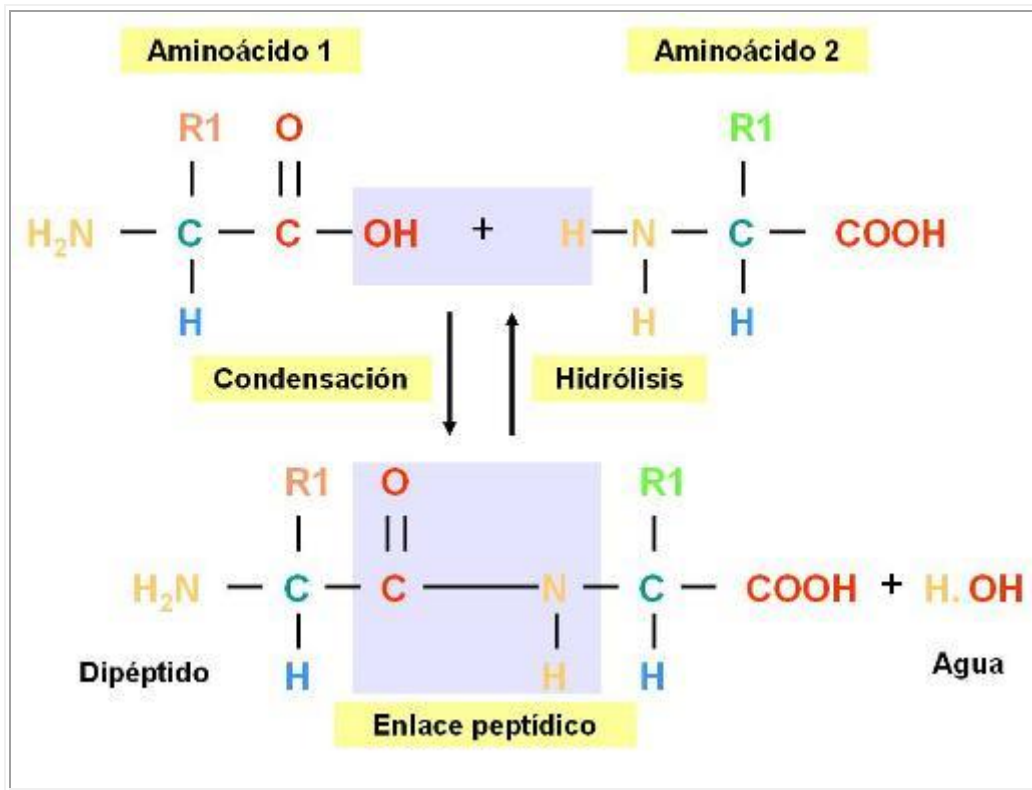 Aminoácido 1 Aminoácido 2
R1 O R1
H₂N C C OH + H N C COOH
H H H
Condensación Hidrólisis
R1 O R1
H₂N C C N C COOH + H. OH
Dipéptido H H H Agua
Enlace peptídico